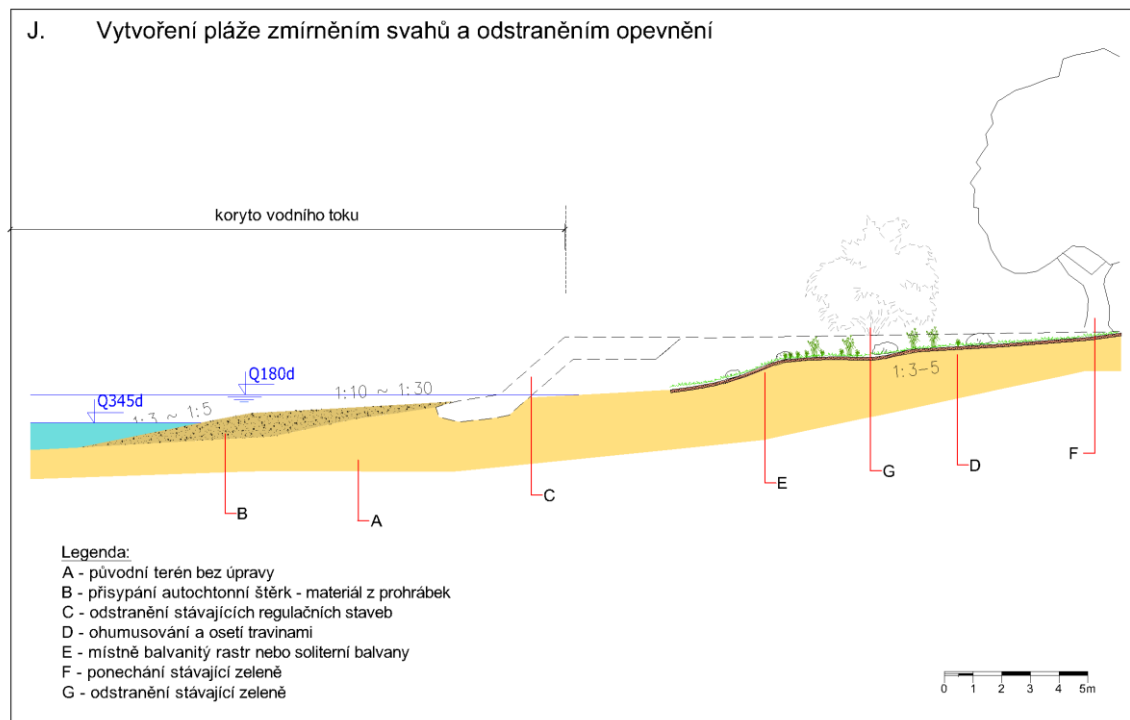 J. Vytvoření pláže zmírněním svahů a odstraněním opevnění
koryto vodního toku
Q180d
1:10 ~ 1:30
Q345d
1:3 ~ 1:5
1:3-5
F
D
G
E
C
B
A
Legenda:
A - původní terén bez úpravy
B - přisypání autochtonní štěrk - materiál z prohrábek
C - odstranění stávajících regulačních staveb
D - ohumusování a osetí travinami
E - místně balvanitý rastr nebo soliterní balvany
F - ponechání stávající zeleně
G - odstranění stávající zeleně
0 1 2 3 4 5m